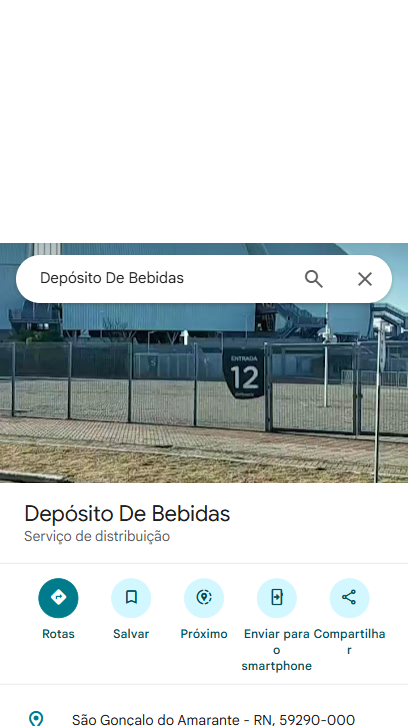 Depósito De Bebidas
ENTRADA
12
Depósito De Bebidas
Serviço de distribuição
Rotas
Salvar
Próximo
Enviar para
o
smartphone
Compartilha
r
São Gonçalo do Amarante - RN, 59290-000